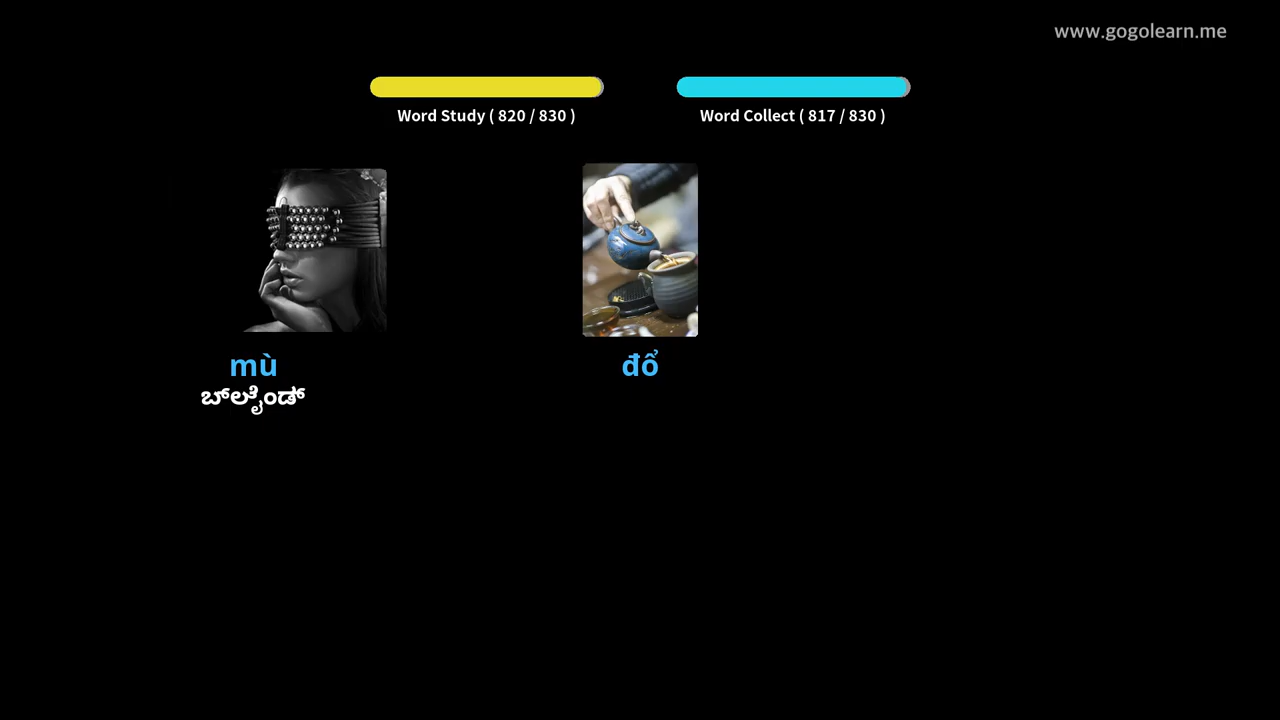 www.gogolearn.me
Word Study ( 820 / 830 )
Word Collect ( 817 / 830 )
mù
đổ
ಬ್ಲೈಂಡ್